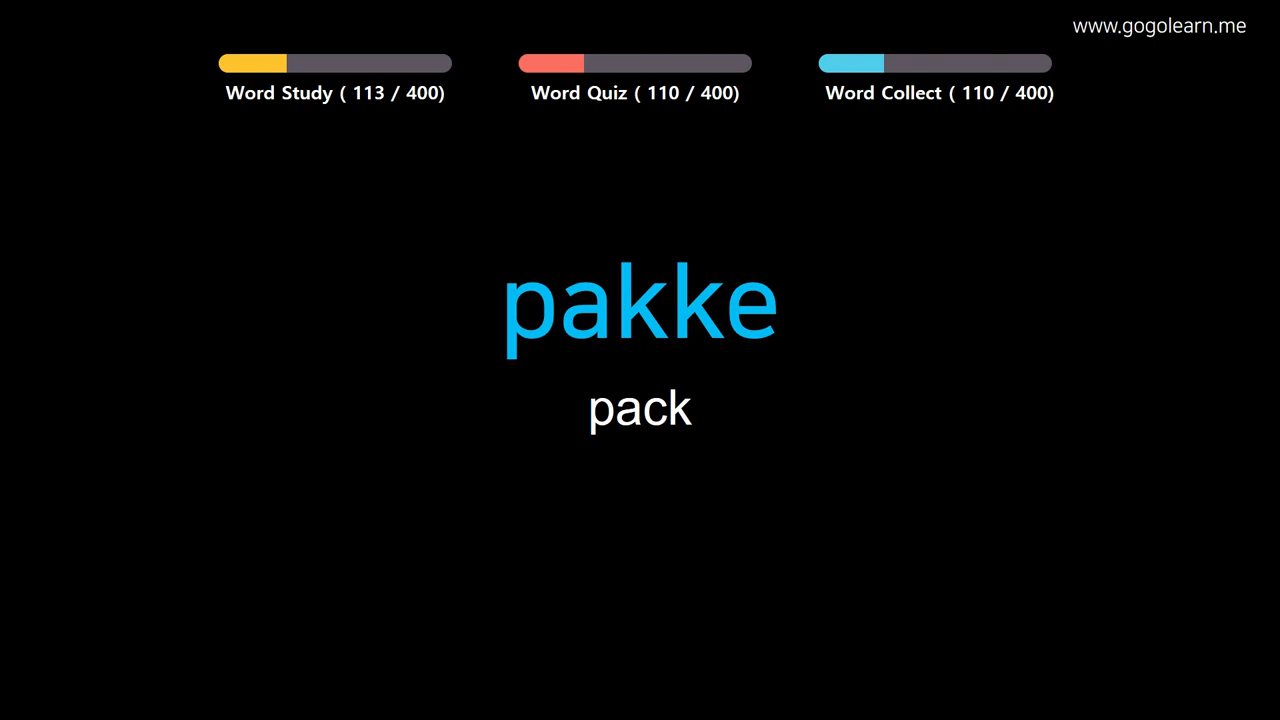 www.gogolearn.me
Word Study ( 113 / 400)
Word Quiz ( 110 / 400)
Word Collect ( 110 / 400)
pakke
pack